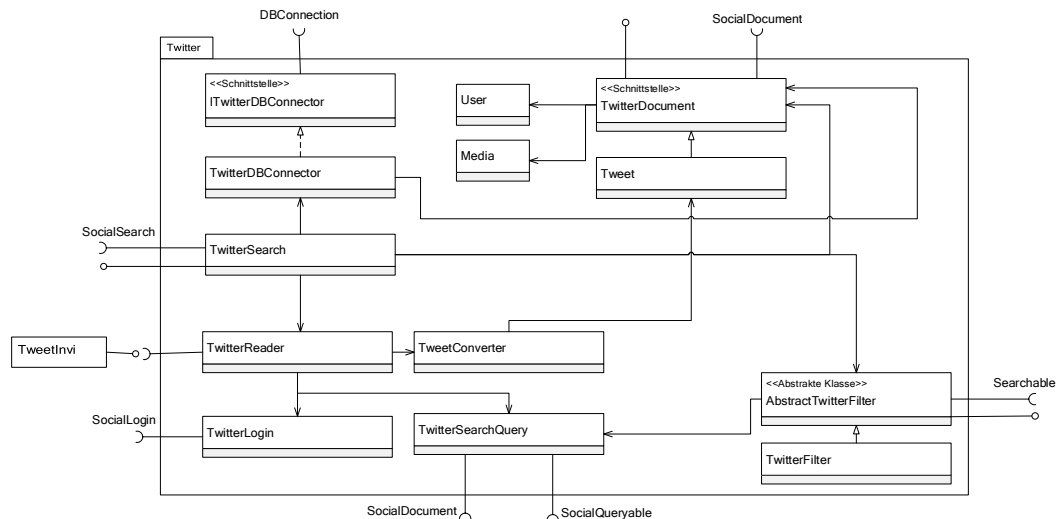 DBConnection
SocialDocument
Twitter
<<Schnittstelle>>
ITwitterDBConnector
User
<<Schnittstelle>>
TwitterDocument
Media
TwitterDBConnector
Tweet
SocialSearch
TwitterSearch
TweetInvi
TwitterReader
TweetConverter
<<Abstrakte Klasse>>
AbstractTwitterFilter
Searchable
SocialLogin
TwitterLogin
TwitterSearchQuery
TwitterFilter
SocialDocument
SocialQueryable